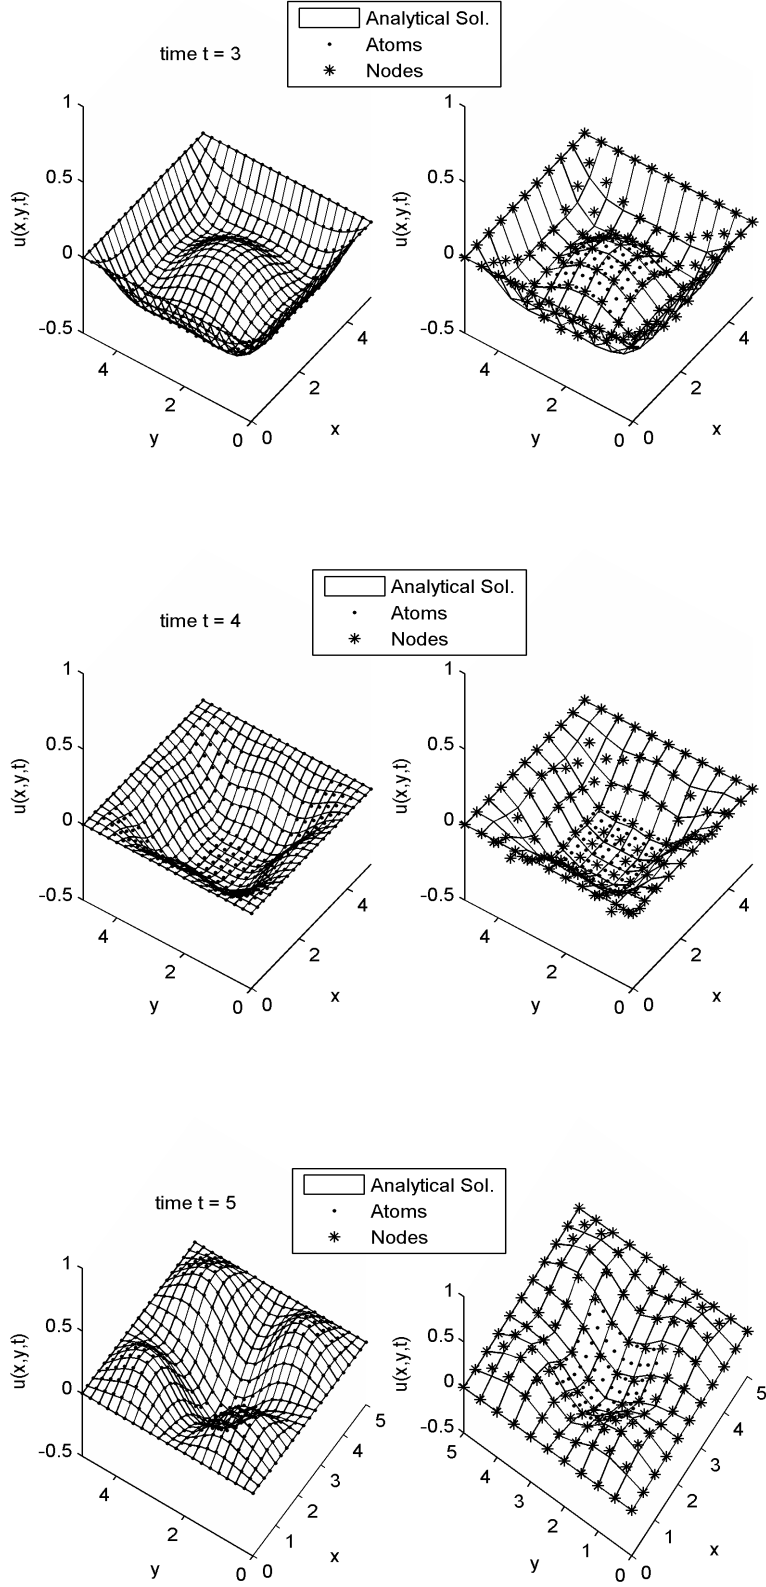 time t = 3
Analytical Sol.
Atoms
Nodes
1
0.5
0
-0.5
u(x,y,t)
4
2
0
y
0
2
4
x
1
0.5
0
-0.5
u(x,y,t)
4
2
0
y
0
2
4
x
time t = 4
Analytical Sol.
Atoms
Nodes
1
0.5
0
-0.5
u(x,y,t)
4
2
0
y
0
2
4
x
1
0.5
0
-0.5
u(x,y,t)
4
2
0
y
0
2
4
x
time t = 5
Analytical Sol.
Atoms
Nodes
1
0.5
0
-0.5
u(x,y,t)
4
2
0
y
0
1
2
3
4
5
x
1
0.5
0
-0.5
u(x,y,t)
5
4
3
2
1
0
y
0
1
2
3
4
5
x